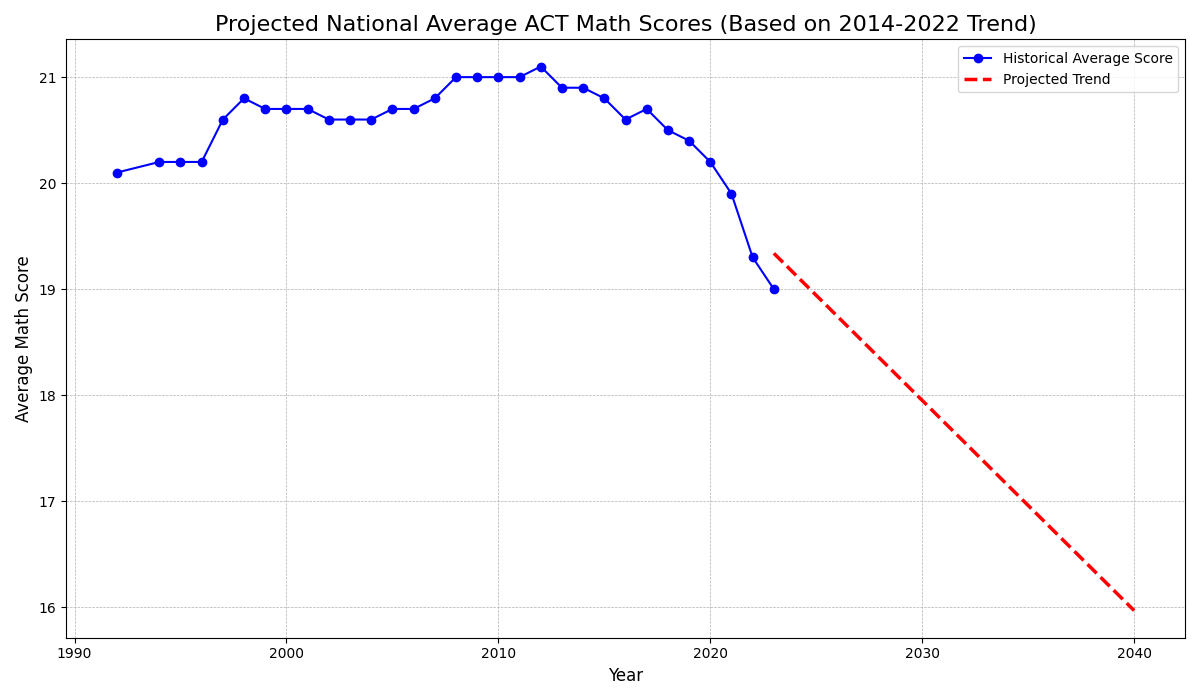 Projected National Average ACT Math Scores (Based on 2014-2022 Trend)
Historical Average Score
Projected Trend
21
20
19
18
17
16
Average Math Score
1990 2000 2010 2020 2030 2040
Year